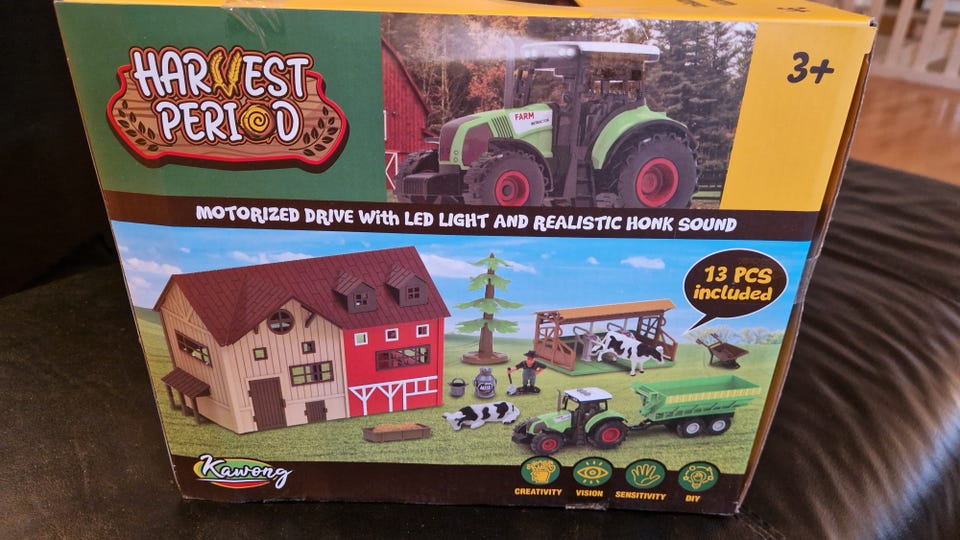 HARVEST
PERIOD
3+
FARM
MOTORIZED DRIVE With LED LIGHT AND REALISTIC HONK SOUND
13 PCS
included
Kawong
CREATIVITY VISION SENSITIVITY DIY